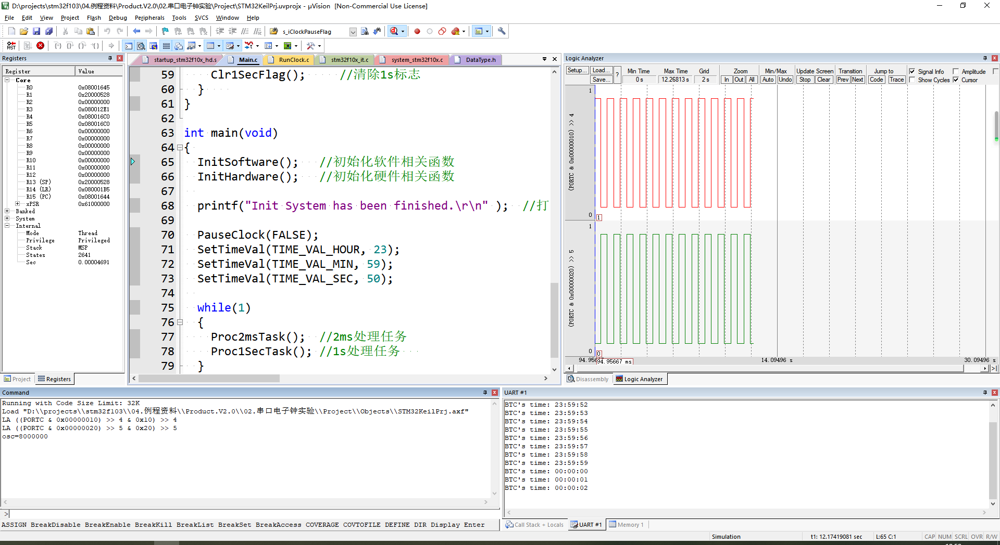 D:\projects\stm32f103\04.例程资料\Product.V2.0\02.串口电子钟实验\Project\STM32KeilPrj.uvprojx - µVision  [Non-Commercial Use License]
File Edit View Project Flash Debug Peripherals Tools SVCS Window Help
s_iClockPauseFlag
RST
Registers
Register Value
Core
R0 0x08001645
R1 0x20000528
R2 0x00000000
R3 0x080012E1
R4 0x080016C0
R5 0x080016C0
R6 0x00000000
R7 0x00000000
R8 0x00000000
R9 0x00000000
R10 0x00000000
R11 0x00000000
R12 0x00000000
R13 (SP) 0x20000528
R14 (LR) 0x080001B5
R15 (PC) 0x08001644
xPSR 0x61000000
Banked
System
Internal
Mode Thread
Privilege Privileged
Stack MSP
States 2641
Sec 0.00004691
Project Registers
startup_stm32f10x_hd.s Main.c RunClock.c stm32f10x_it.c system_stm32f10x.c DataType.h
59 Clr1SecFlag(); //清除1s标志
60 }
61 }
62
63 int main(void)
64 {
65 InitSoftware(); //初始化软件相关函数
66 InitHardware(); //初始化硬件相关函数
67
68 printf("Init System has been finished.\r\n" ); //打
69
70 PauseClock(FALSE);
71 SetTimeVal(TIME_VAL_HOUR, 23);
72 SetTimeVal(TIME_VAL_MIN, 59);
73 SetTimeVal(TIME_VAL_SEC, 50);
74
75 while(1)
76 {
77 Proc2msTask(); //2ms处理任务
78 Proc1SecTask(); //1s处理任务
79 }
Logic Analyzer
Setup... Load... Save... ? Min Time 0 s Max Time 12.26813 s Grid 2 s Zoom In Out All Min/Max Auto Undo Update Screen Stop Clear Transition Prev Next Jump to Code Trace Signal Info Amplitude Show Cycles Cursor
1
(PORTC & 0x00000010) >> 4
0
1
1
(PORTC & 0x00000020) >> 5
0
0
94.95667 ms 14.09496 s 30.09496 s
Disassembly Logic Analyzer
Command
Running with Code Size Limit: 32K
Load "D:\\projects\\stm32f103\\04.例程资料\\Product.V2.0\\02.串口电子钟实验\\Project\\Objects\\STM32KeilPrj.axf"
LA ((PORTC & 0x00000010) >> 4 & 0x10) >> 4
LA ((PORTC & 0x00000020) >> 5 & 0x20) >> 5
osc=8000000
>
ASSIGN BreakDisable BreakEnable BreakKill BreakList BreakSet BreakAccess COVERAGE COVTOFILE DEFINE DIR Display Enter
UART #1
BTC's time: 23:59:52
BTC's time: 23:59:53
BTC's time: 23:59:54
BTC's time: 23:59:55
BTC's time: 23:59:56
BTC's time: 23:59:57
BTC's time: 23:59:58
BTC's time: 23:59:59
BTC's time: 00:00:00
BTC's time: 00:00:01
BTC's time: 00:00:02
Call Stack + Locals UART #1 Memory 1
Simulation t1: 12.17419081 sec L:65 C:1 CAP NUM SCRL OVR R/W